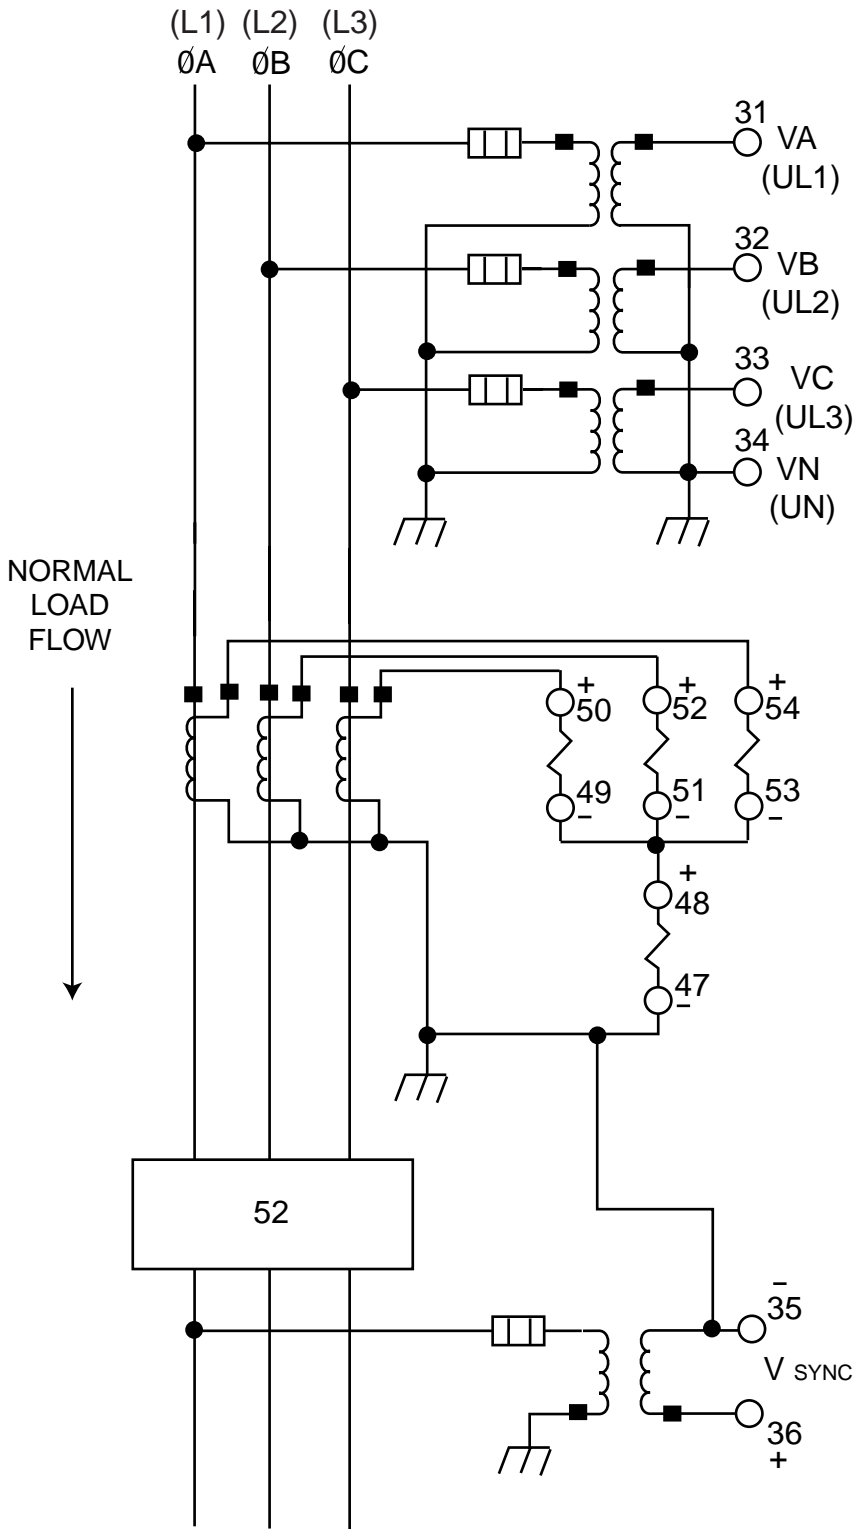 (L1) (L2) (L3)
ØA ØB ØC
31
VA
(UL1)
32
VB
(UL2)
33
VC
(UL3)
34
VN
(UN)
NORMAL
LOAD
FLOW
+ + +
50 52 54
49 51 53
– – –
+
48
47
–
52
–
35
V SYNC
36
+